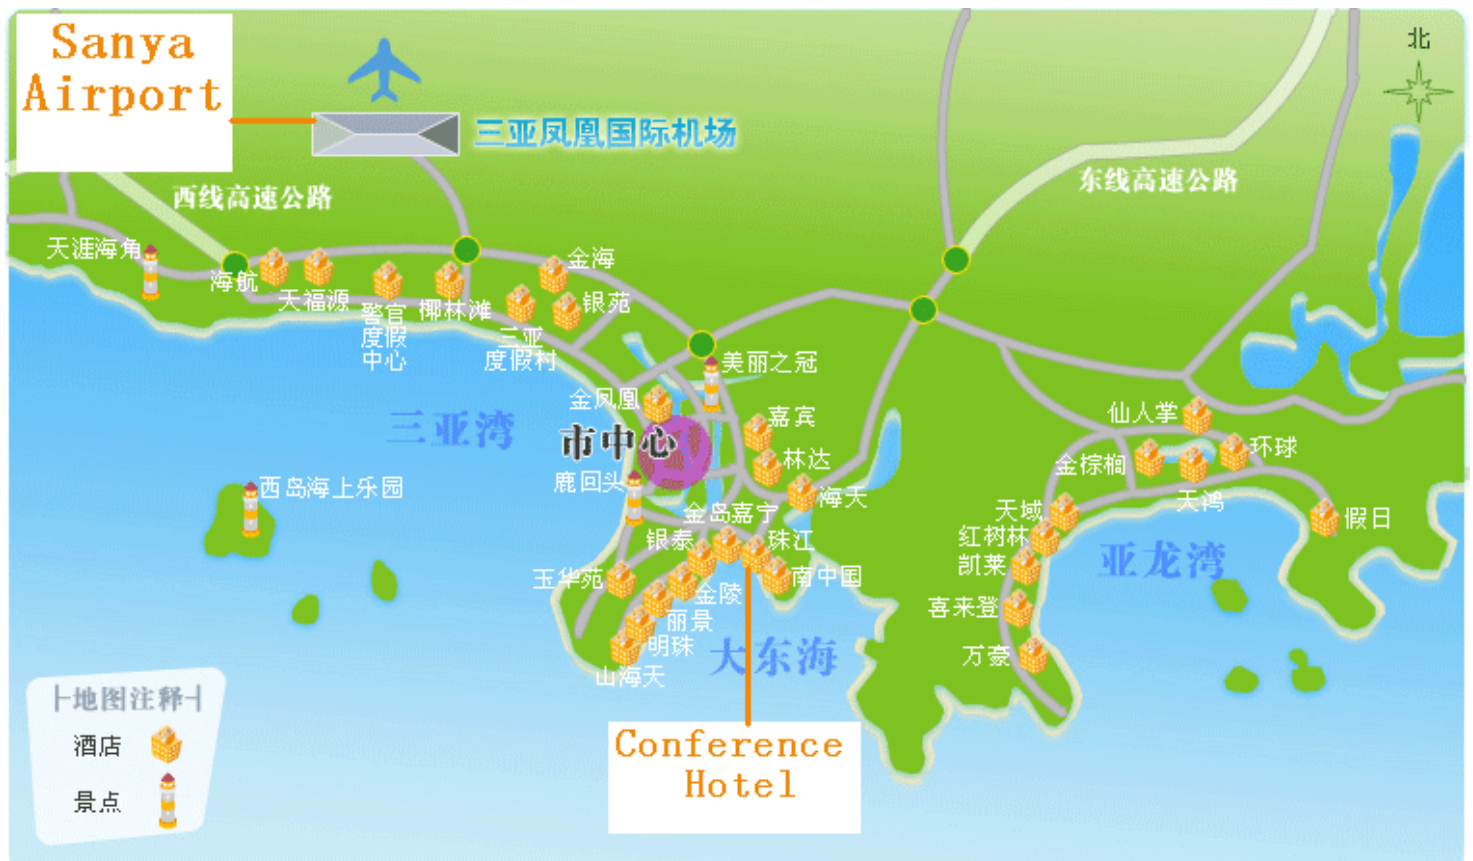 Sanya
Airport
北
三亚凤凰国际机场
西线高速公路
东线高速公路
天涯海角
海航
天福源
警官
度假
中心
椰林滩
金海
银苑
三亚
度假村
美丽之冠
金凤凰
三亚湾
市中心
嘉宾
林达
海天
鹿回头
西岛海上乐园
金岛嘉宁
银泰
珠江
南中国
玉华苑
金陵
丽景
明珠
山海天
大东海
仙人掌
环球
金棕榈
天鸿
假日
天域
红树林
凯莱
亚龙湾
喜来登
万豪
├地图注释┤
酒店
景点
Conference
Hotel